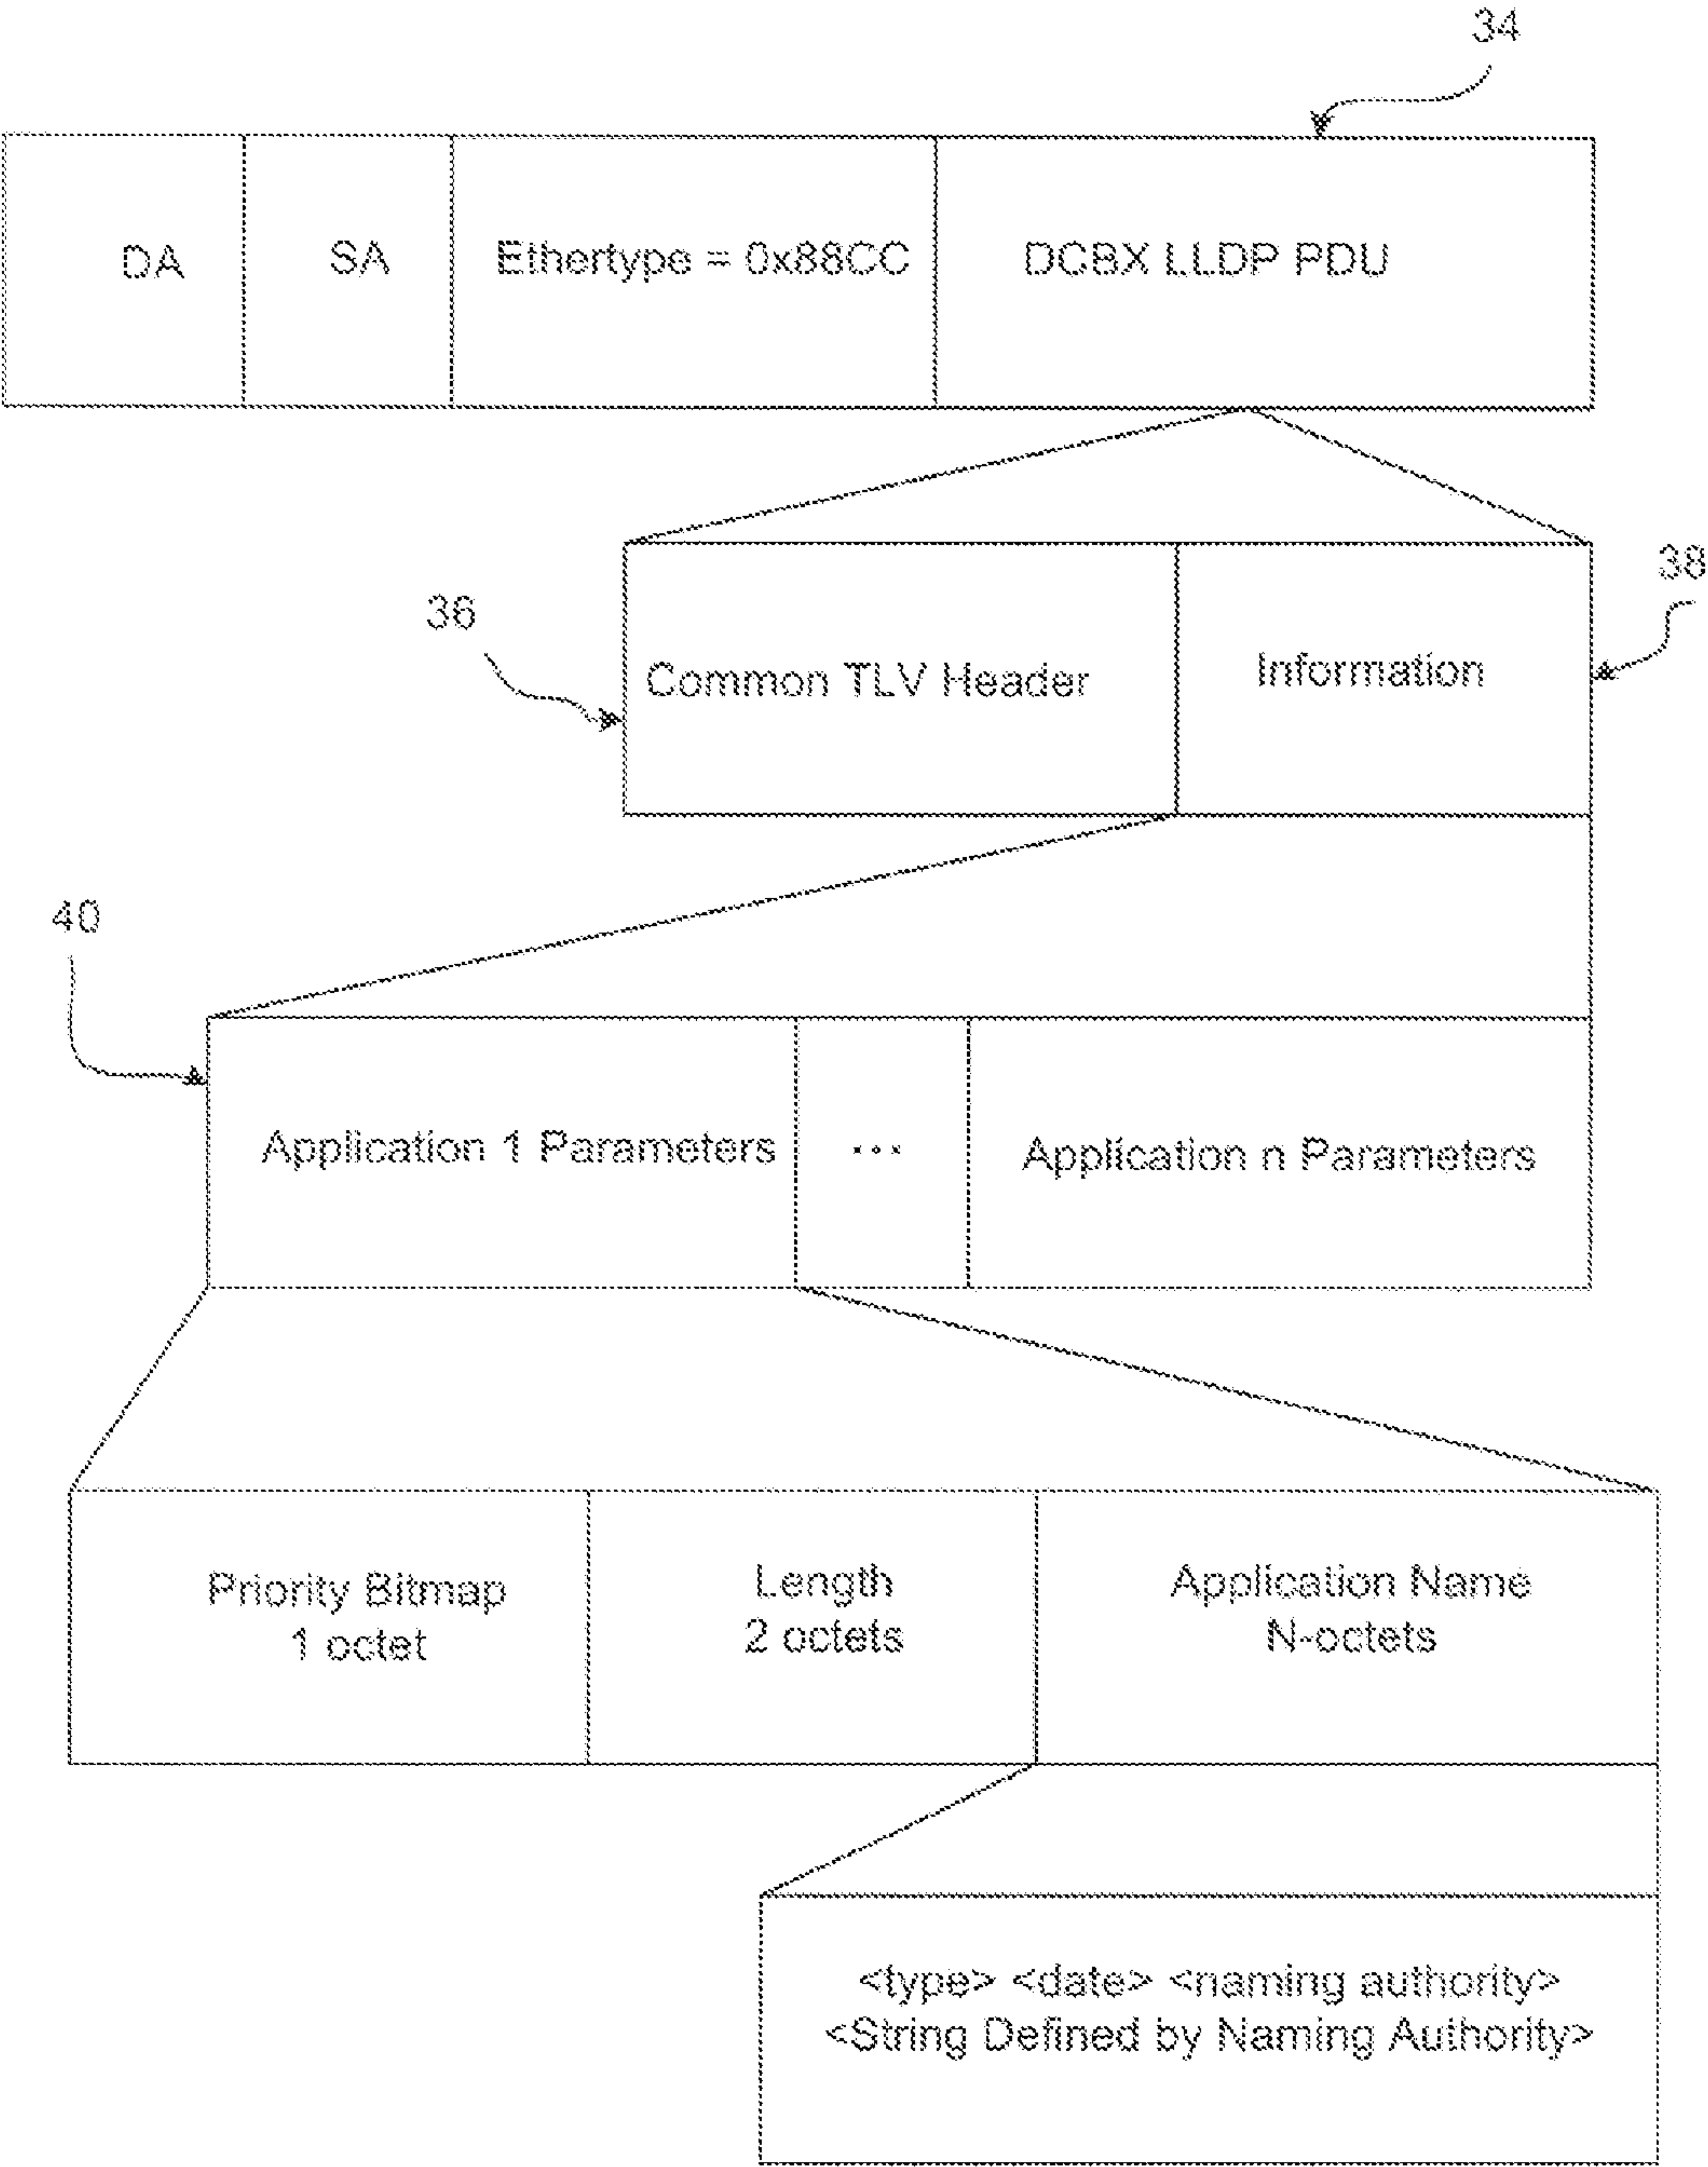 34
DA
SA
Ethertype = 0x88CC
DCBX LLDP PDU
36
38
Common TLV Header
Information
40
Application 1 Parameters
...
Application n Parameters
Priority Bitmap
1 octet
Length
2 octets
Application Name
N-octets
<type> <date> <naming authority>
<String Defined by Naming Authority>